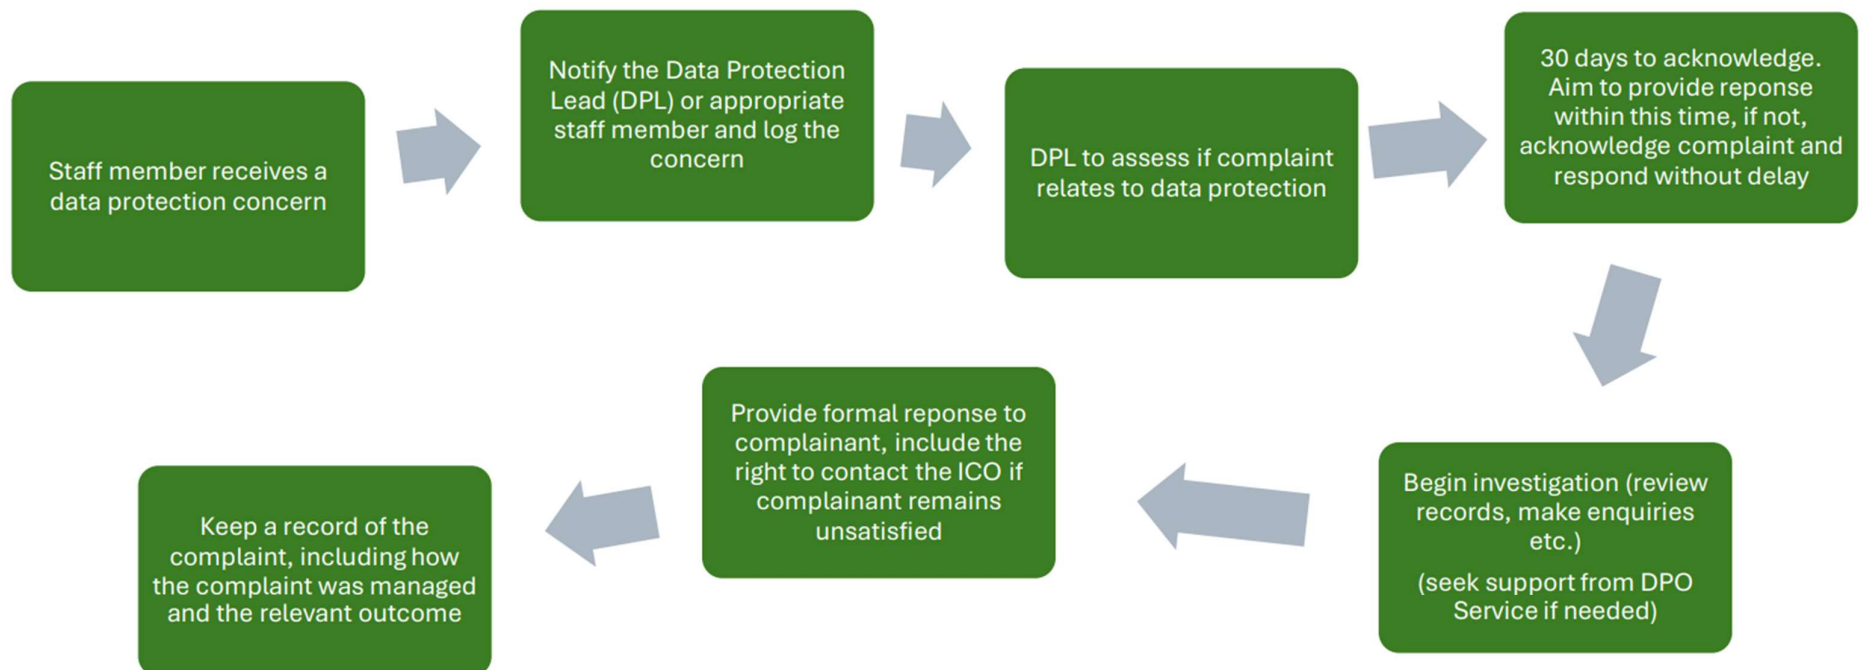 Staff member receives a
data protection concern
Notify the Data Protection
Lead (DPL) or appropriate
staff member and log the
concern
DPL to assess if complaint
relates to data protection
30 days to acknowledge.
Aim to provide reponse
within this time, if not,
acknowledge complaint and
respond without delay
Begin investigation (review
records, make enquiries
etc.)
(seek support from DPO
Service if needed)
Provide formal reponse to
complainant, include the
right to contact the ICO if
complainant remains
unsatisfied
Keep a record of the
complaint, including how
the complaint was managed
and the relevant outcome